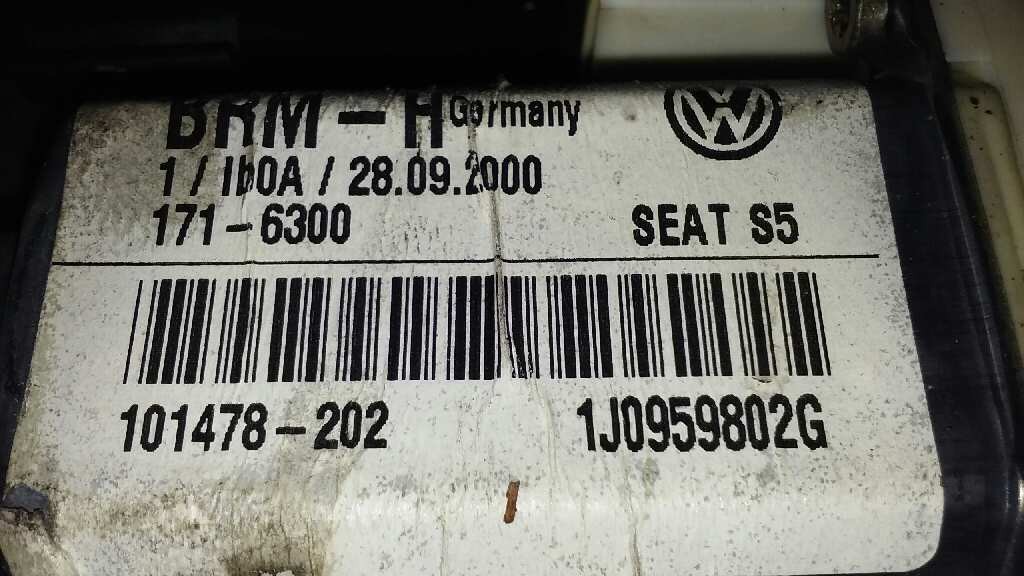 BRM-H Germany
1 / Ib0A / 28.09.2000
171-6300 SEAT S5
101478-202 1J0959802G